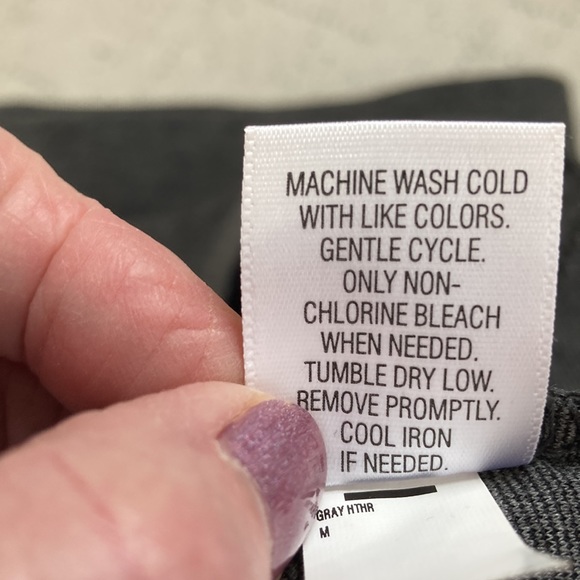 MACHINE WASH COLD
WITH LIKE COLORS.
GENTLE CYCLE.
ONLY NON-
CHLORINE BLEACH
WHEN NEEDED.
TUMBLE DRY LOW.
REMOVE PROMPTLY.
COOL IRON
IF NEEDED.
GRAY HTHR
M